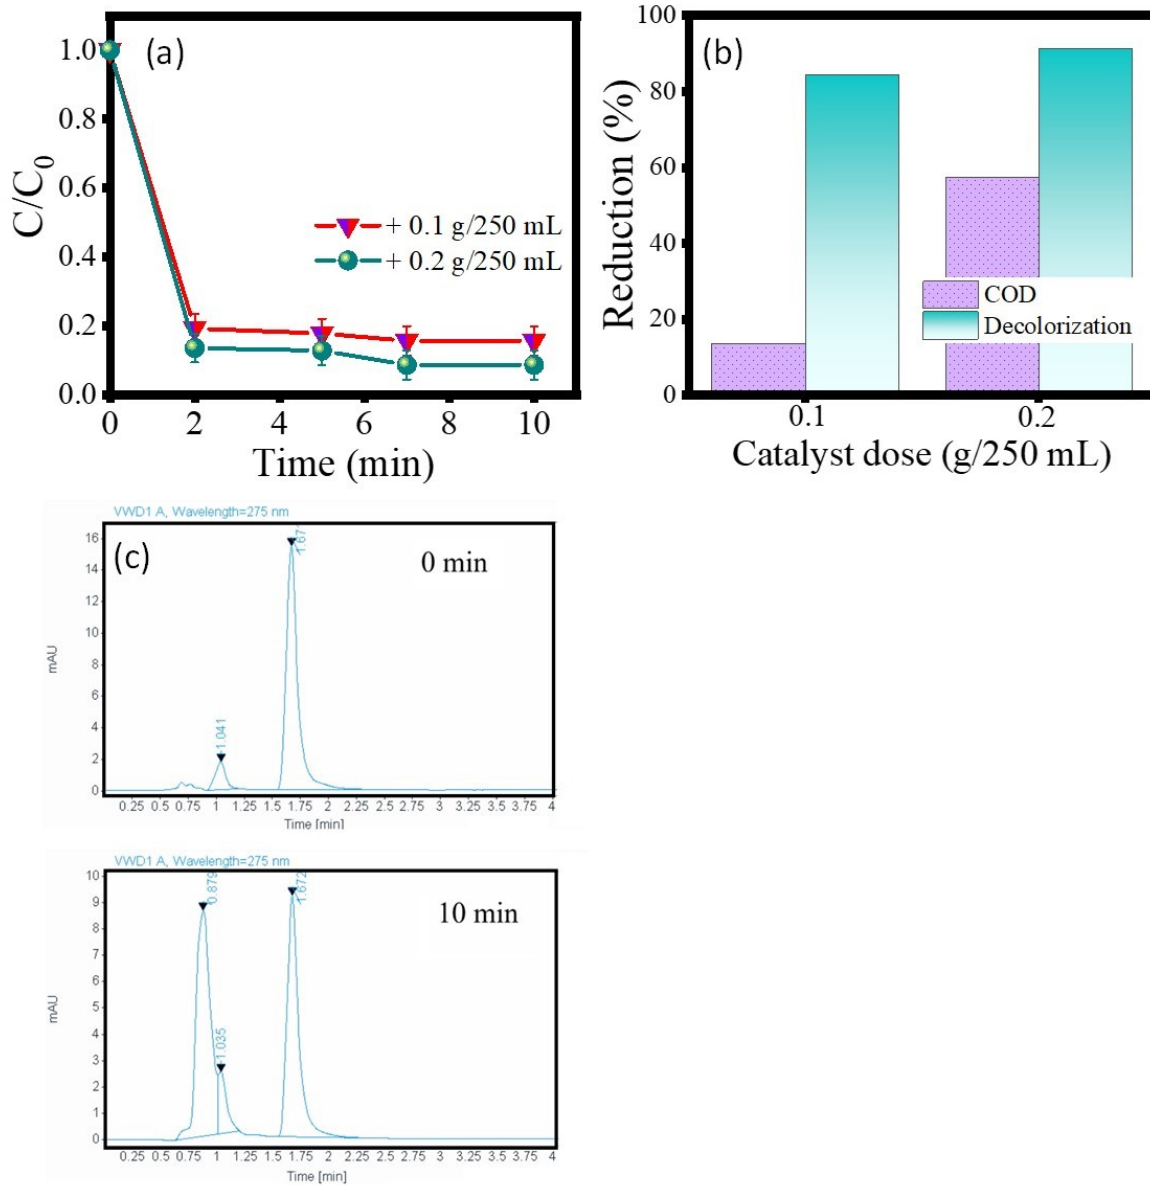 (a)
1.0
0.8
0.6
0.4
0.2
0.0
C/C0
+ 0.1 g/250 mL
+ 0.2 g/250 mL
0 2 4 6 8 10
Time (min)
(b)
100
80
60
40
20
0
Reduction (%)
COD
Decolorization
0.1 0.2
Catalyst dose (g/250 mL)
VWD1 A, Wavelength=275 nm
(c)
0 min
16
14
12
10
8
6
4
2
0
mAU
1.041
0.25 0.5 0.75 1 1.25 1.5 1.75 2 2.25 2.5 2.75 3 3.25 3.5 3.75 4
Time [min]
VWD1 A, Wavelength=275 nm
10 min
10
9
8
7
6
5
4
3
2
1
0
mAU
0.879
1.035
1.672
0.25 0.5 0.75 1 1.25 1.5 1.75 2 2.25 2.5 2.75 3 3.25 3.5 3.75 4
Time [min]